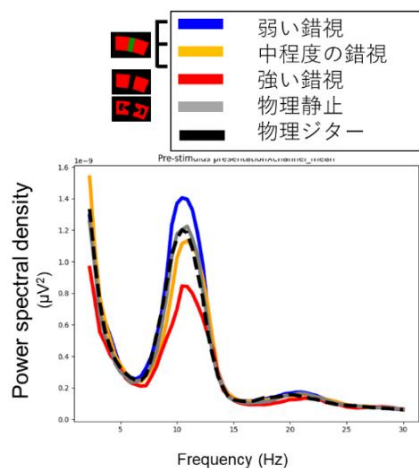 弱い錯視
中程度の錯視
強い錯視
物理静止
物理ジター
Pre-stimulus presentationXchannel_mean
1e-9
1.6
1.4
1.2
1.0
0.8
0.6
0.4
0.2
0.0
Power spectral density
(µV²)
5 10 15 20 25 30
Frequency (Hz)